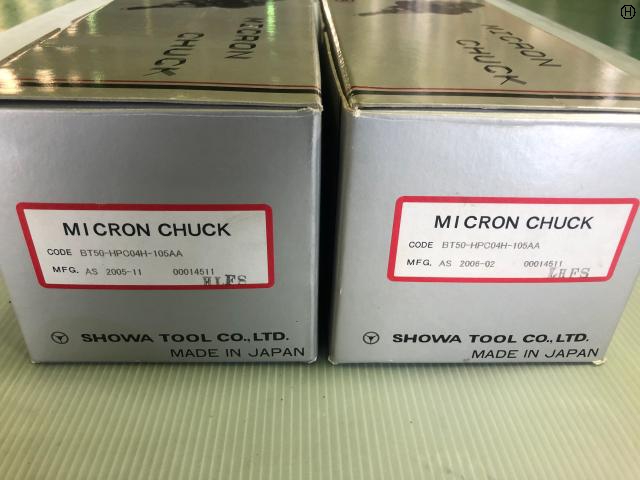 MICRON
CHUCK
MICRON CHUCK
CODE BT50-HPC04H-105AA
MFG. AS 2005-11 00014511
SHOWA TOOL CO.,LTD.
MADE IN JAPAN
MICRON
CHUCK
MICRON CHUCK
CODE BT50-HPC04H-105AA
MFG. AS 2006-02 00014511
LHFS
SHOWA TOOL CO.,LTD.
MADE IN JAPAN
H